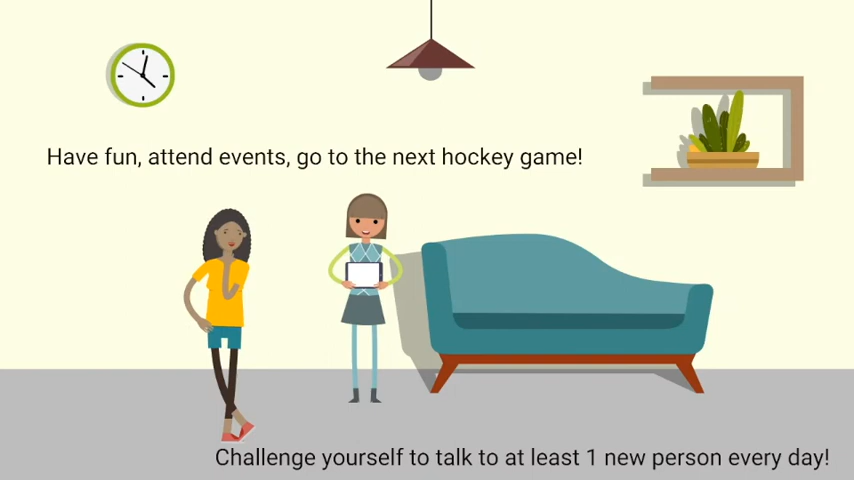 Have fun, attend events, go to the next hockey game!
Challenge yourself to talk to at least 1 new person every day!